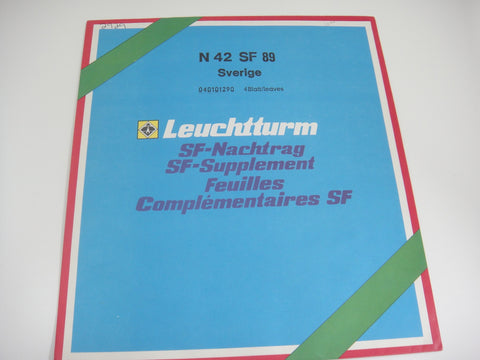 N 42 SF 89
Sverige
040101290 4Blatt/leaves
Leuchtturm
SF-Nachtrag
SF-Supplement
Feuilles
Complémentaires SF